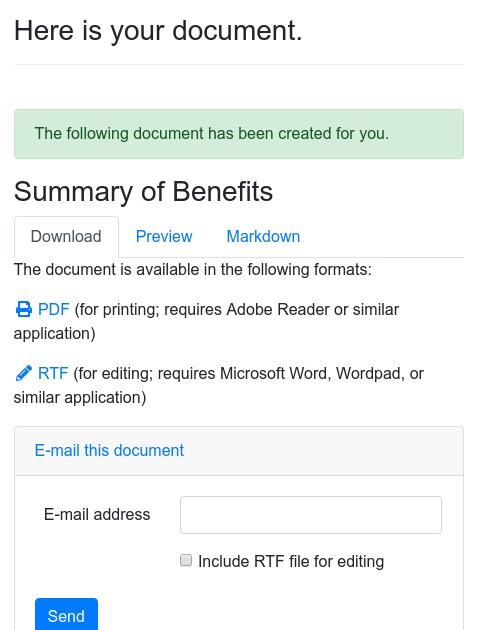 Here is your document.
The following document has been created for you.
Summary of Benefits
Download Preview Markdown
The document is available in the following formats:
PDF (for printing; requires Adobe Reader or similar
application)
RTF (for editing; requires Microsoft Word, Wordpad, or
similar application)
E-mail this document
E-mail address
Include RTF file for editing
Send